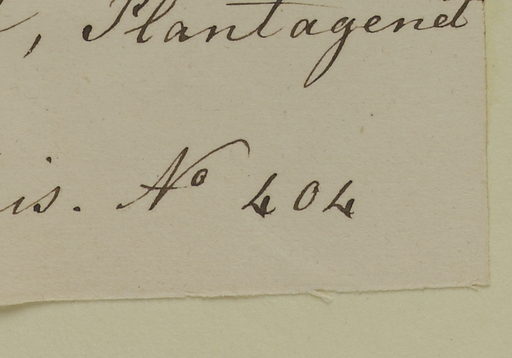 , Plantagenet
is. No 404